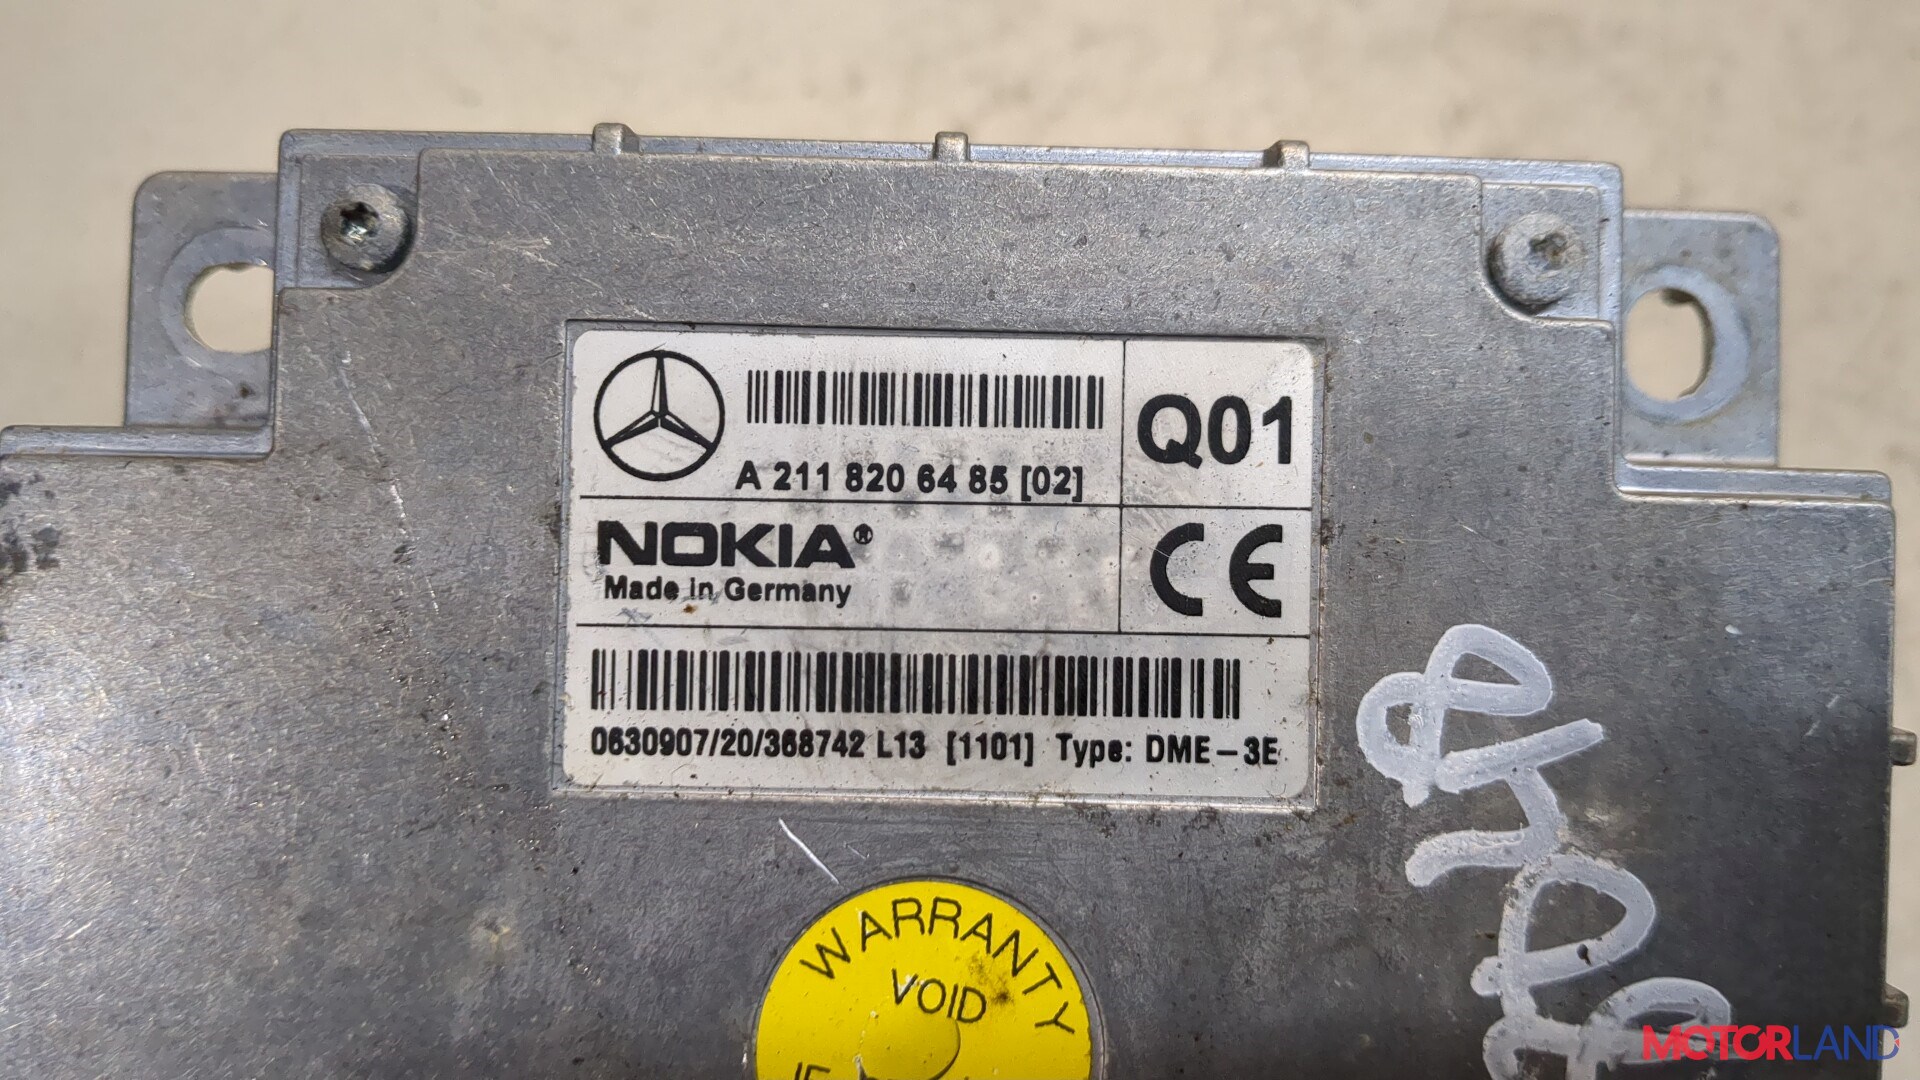 A 211 820 64 85 [02]
Q01
NOKIA®
Made in Germany
CE
0630907/20/368742 L13 [1101] Type: DME-3E
WARRANTY
VOID
IF
MOTORLAND